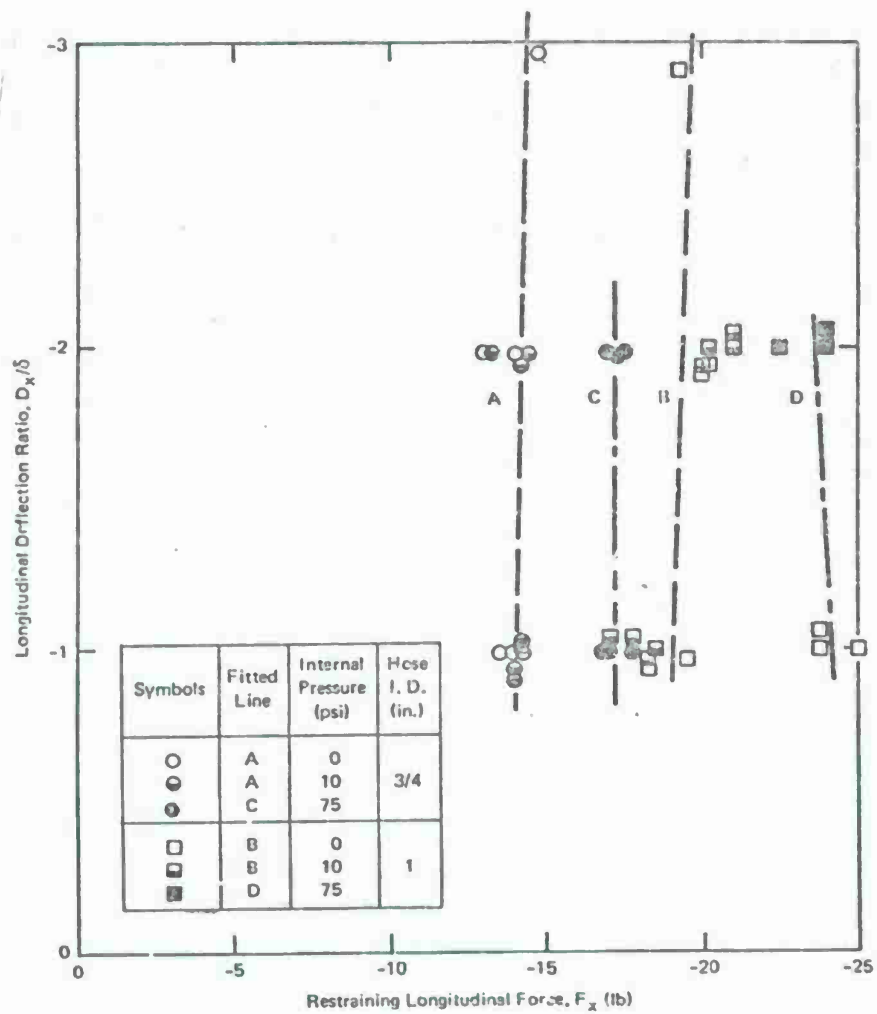 -3
-2
-1
0
Longitudinal Deflection Ratio, Dₓ/δ
A
C
B
D
Symbols Fitted Line Internal Pressure (psi) Hose I. D. (in.)
A 0
A 10 3/4
C 75
B 0
B 10 1
D 75
0 -5 -10 -15 -20 -25
Restraining Longitudinal Force, Fₓ (lb)